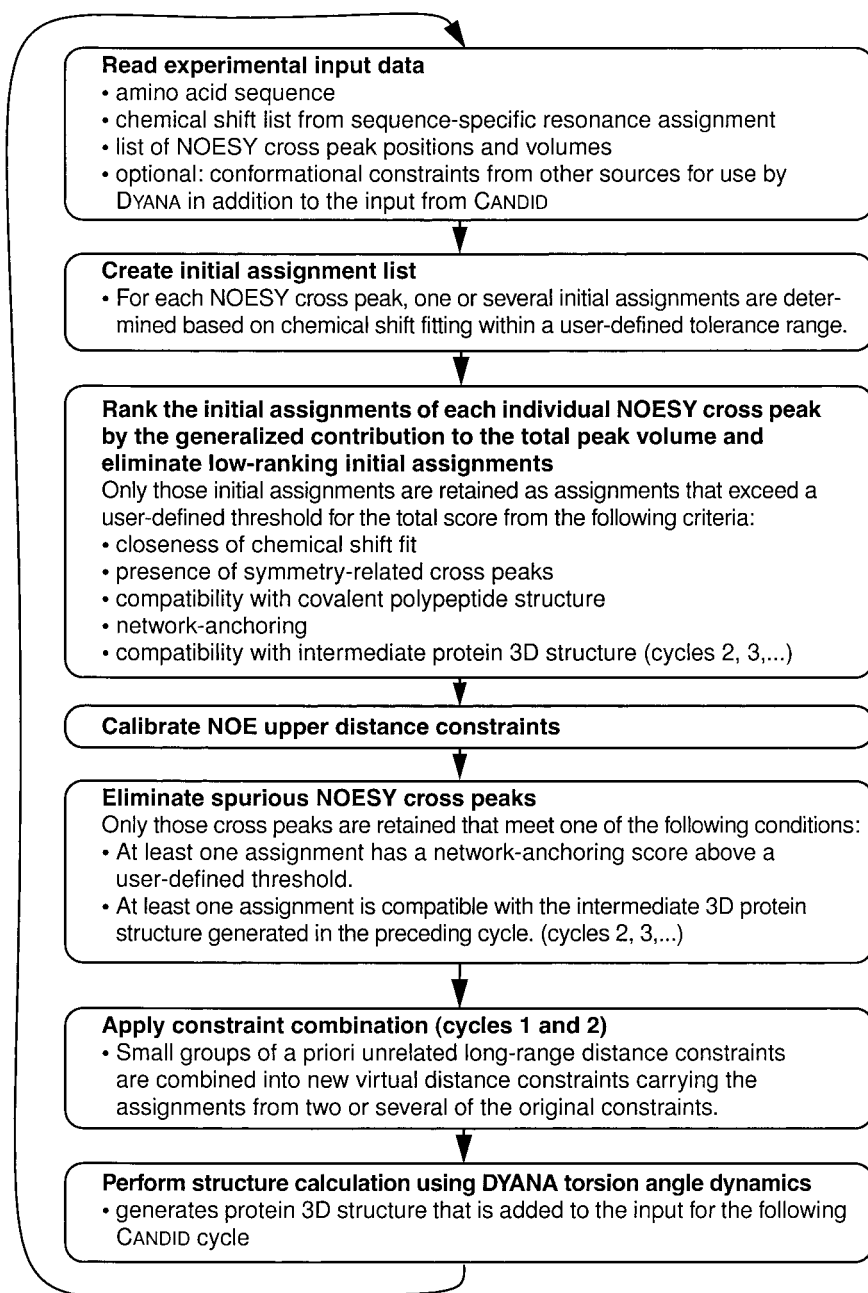 Read experimental input data
• amino acid sequence
• chemical shift list from sequence-specific resonance assignment
• list of NOESY cross peak positions and volumes
• optional: conformational constraints from other sources for use by
DYANA in addition to the input from CANDID
Create initial assignment list
• For each NOESY cross peak, one or several initial assignments are deter-
mined based on chemical shift fitting within a user-defined tolerance range.
Rank the initial assignments of each individual NOESY cross peak
by the generalized contribution to the total peak volume and
eliminate low-ranking initial assignments
Only those initial assignments are retained as assignments that exceed a
user-defined threshold for the total score from the following criteria:
• closeness of chemical shift fit
• presence of symmetry-related cross peaks
• compatibility with covalent polypeptide structure
• network-anchoring
• compatibility with intermediate protein 3D structure (cycles 2, 3,...)
Calibrate NOE upper distance constraints
Eliminate spurious NOESY cross peaks
Only those cross peaks are retained that meet one of the following conditions:
• At least one assignment has a network-anchoring score above a
user-defined threshold.
• At least one assignment is compatible with the intermediate 3D protein
structure generated in the preceding cycle. (cycles 2, 3,...)
Apply constraint combination (cycles 1 and 2)
• Small groups of a priori unrelated long-range distance constraints
are combined into new virtual distance constraints carrying the
assignments from two or several of the original constraints.
Perform structure calculation using DYANA torsion angle dynamics
• generates protein 3D structure that is added to the input for the following
CANDID cycle